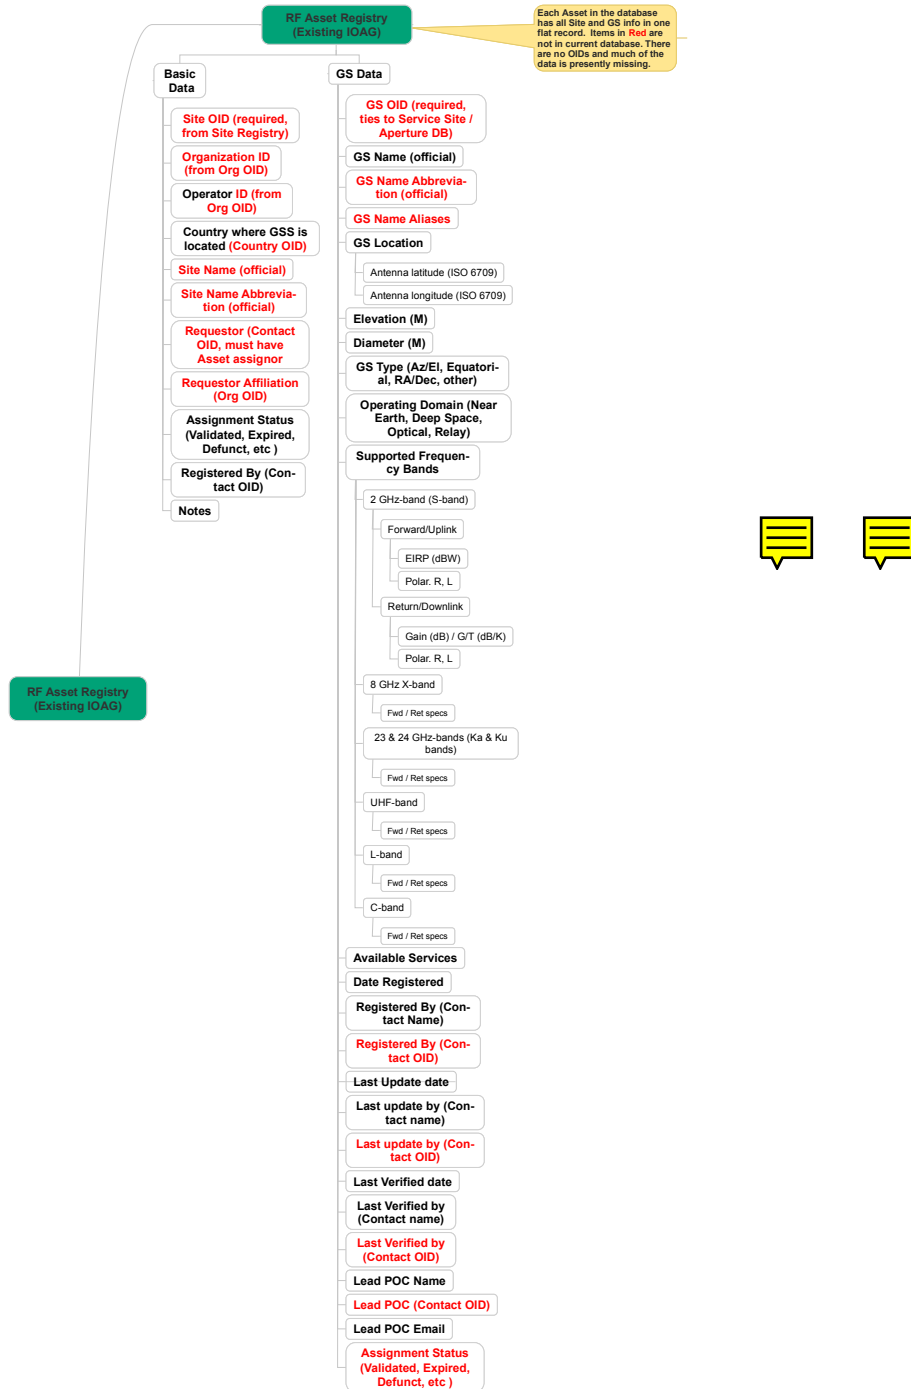 RF Asset Registry
(Existing IOAG)
Each Asset in the database
has all Site and GS info in one
flat record. Items in Red are
not in current database. There
are no OIDs and much of the
data is presently missing.
Basic
Data
Site OID (required,
from Site Registry)
Organization ID
(from Org OID)
Operator ID (from
Org OID)
Country where GSS is
located (Country OID)
Site Name (official)
Site Name Abbrevia-
tion (official)
Requestor (Contact
OID, must have
Asset assignor
Requestor Affiliation
(Org OID)
Assignment Status
(Validated, Expired,
Defunct, etc )
Registered By (Con-
tact OID)
Notes
GS Data
GS OID (required,
ties to Service Site /
Aperture DB)
GS Name (official)
GS Name Abbrevia-
tion (official)
GS Name Aliases
GS Location
Antenna latitude (ISO 6709)
Antenna longitude (ISO 6709)
Elevation (M)
Diameter (M)
GS Type (Az/El, Equatori-
al, RA/Dec, other)
Operating Domain (Near
Earth, Deep Space,
Optical, Relay)
Supported Frequen-
cy Bands
2 GHz-band (S-band)
Forward/Uplink
EIRP (dBW)
Polar. R, L
Return/Downlink
Gain (dB) / G/T (dB/K)
Polar. R, L
8 GHz X-band
Fwd / Ret specs
23 & 24 GHz-bands (Ka & Ku
bands)
Fwd / Ret specs
UHF-band
Fwd / Ret specs
L-band
Fwd / Ret specs
C-band
Fwd / Ret specs
Available Services
Date Registered
Registered By (Con-
tact Name)
Registered By (Con-
tact OID)
Last Update date
Last update by (Con-
tact name)
Last update by (Con-
tact OID)
Last Verified date
Last Verified by
(Contact name)
Last Verified by
(Contact OID)
Lead POC Name
Lead POC (Contact OID)
Lead POC Email
Assignment Status
(Validated, Expired,
Defunct, etc )
RF Asset Registry
(Existing IOAG)